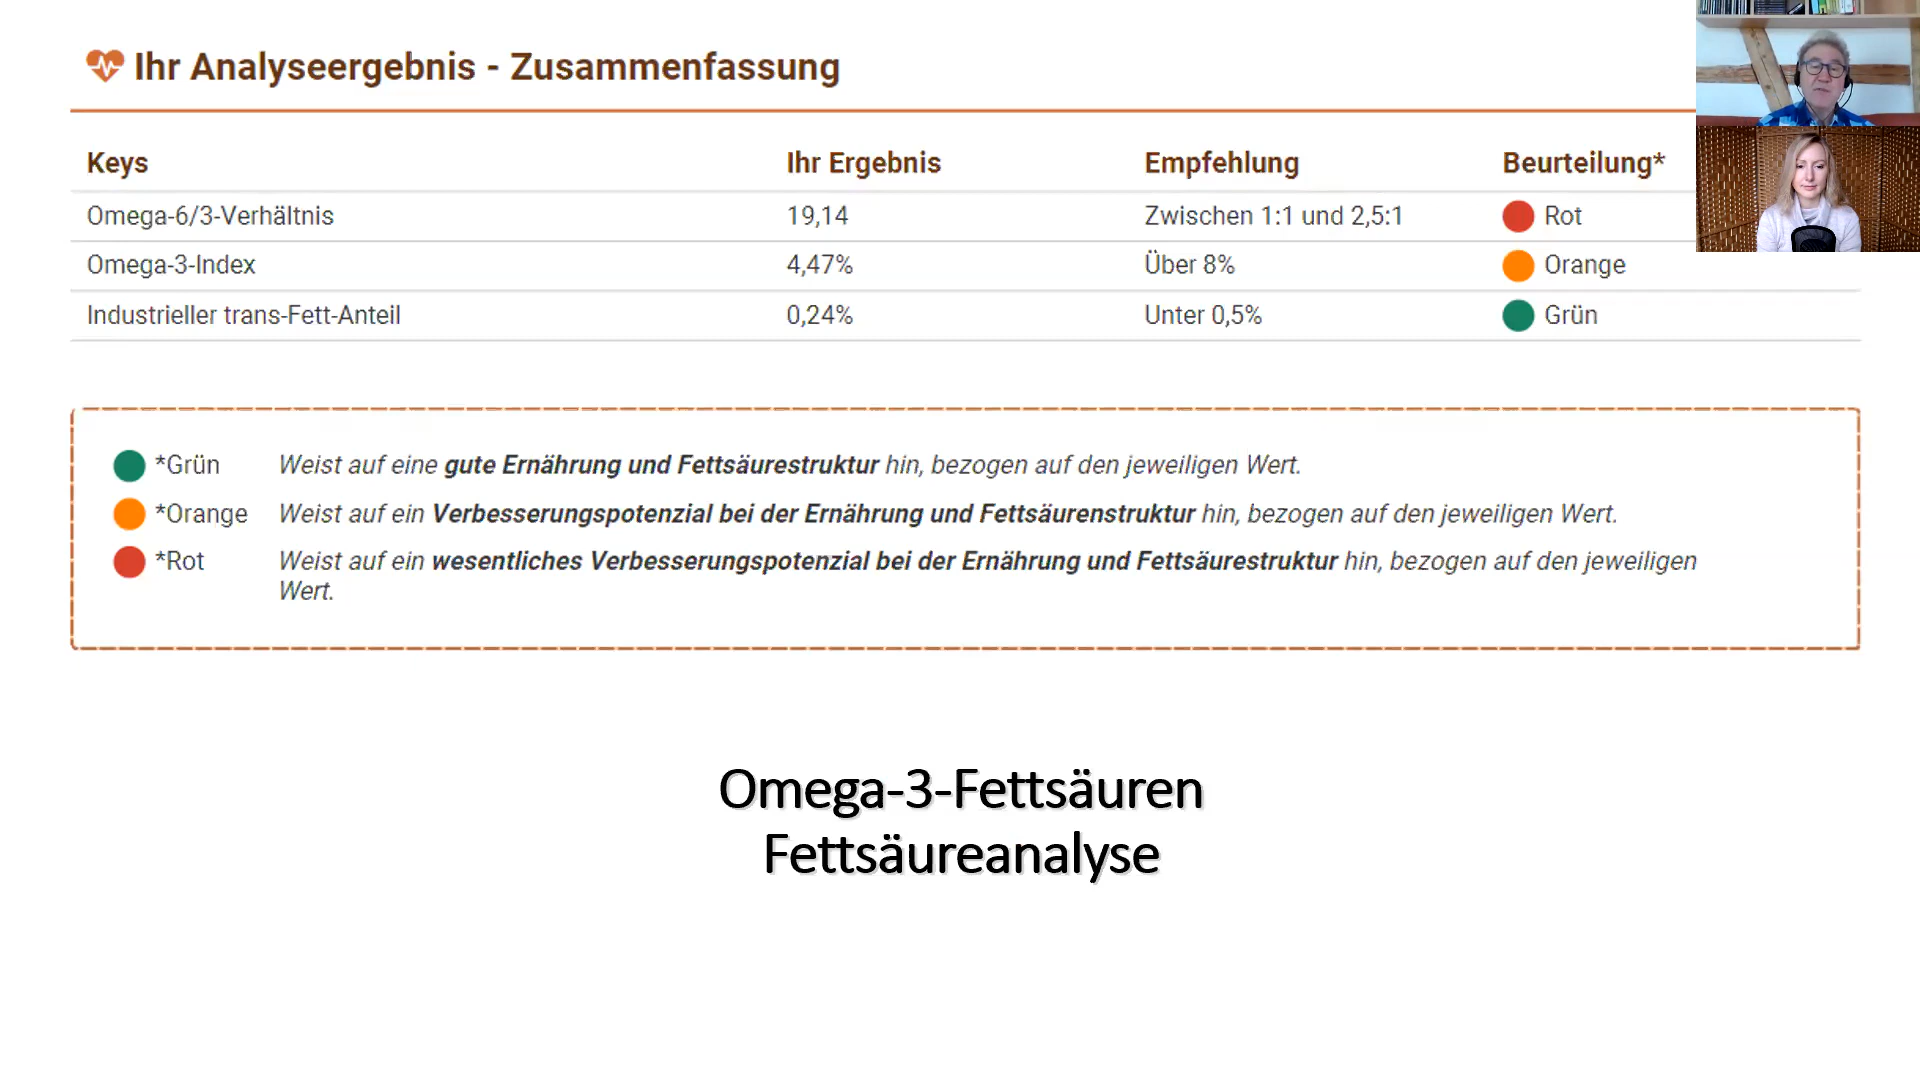 Ihr Analyseergebnis - Zusammenfassung
Keys Ihr Ergebnis Empfehlung Beurteilung*
Omega-6/3-Verhältnis 19,14 Zwischen 1:1 und 2,5:1 Rot
Omega-3-Index 4,47% Über 8% Orange
Industrieller trans-Fett-Anteil 0,24% Unter 0,5% Grün
*Grün Weist auf eine gute Ernährung und Fettsäurestruktur hin, bezogen auf den jeweiligen Wert.
*Orange Weist auf ein Verbesserungspotenzial bei der Ernährung und Fettsäurenstruktur hin, bezogen auf den jeweiligen Wert.
*Rot Weist auf ein wesentliches Verbesserungspotenzial bei der Ernährung und Fettsäurestruktur hin, bezogen auf den jeweiligen
Wert.
Omega-3-Fettsäuren
Fettsäureanalyse